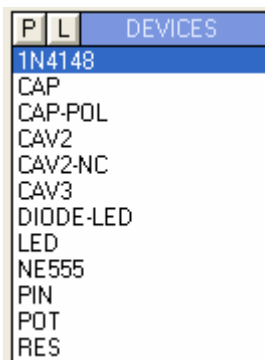 P L DEVICES
1N4148
CAP
CAP-POL
CAV2
CAV2-NC
CAV3
DIODE-LED
LED
NE555
PIN
POT
RES